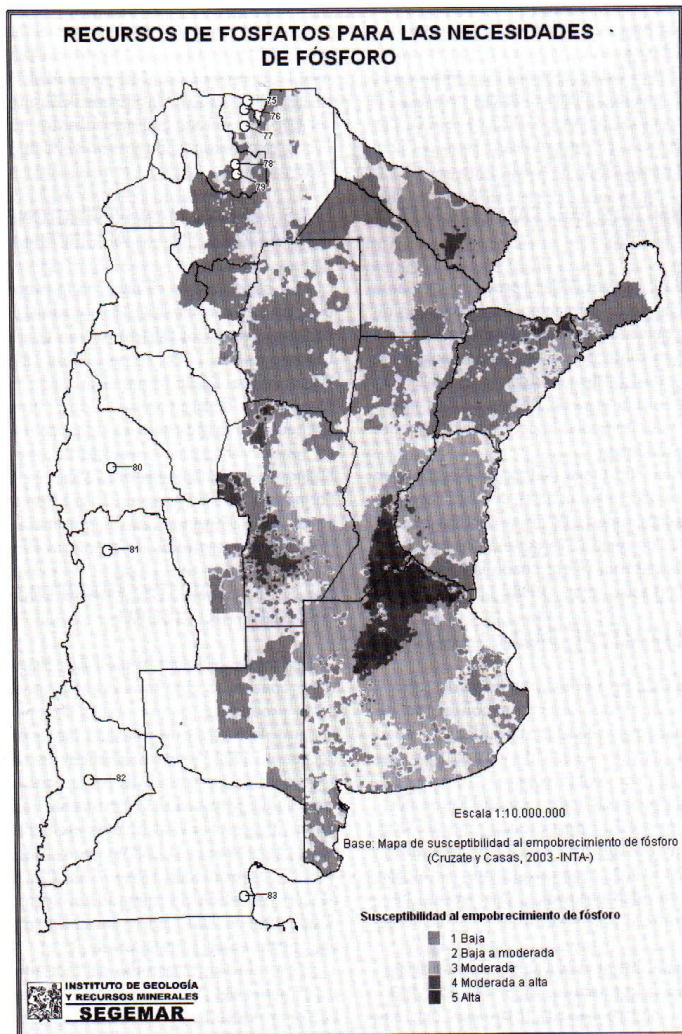 RECURSOS DE FOSFATOS PARA LAS NECESIDADES
DE FÓSFORO
75
76
77
78
79
80
81
82
83
Escala 1:10.000.000
Base: Mapa de susceptibilidad al empobrecimiento de fósforo
(Cruzate y Casas, 2003 -INTA-)
Susceptibilidad al empobrecimiento de fósforo
1 Baja
2 Baja a moderada
3 Moderada
4 Moderada a alta
5 Alta
INSTITUTO DE GEOLOGÍA
Y RECURSOS MINERALES
SEGEMAR